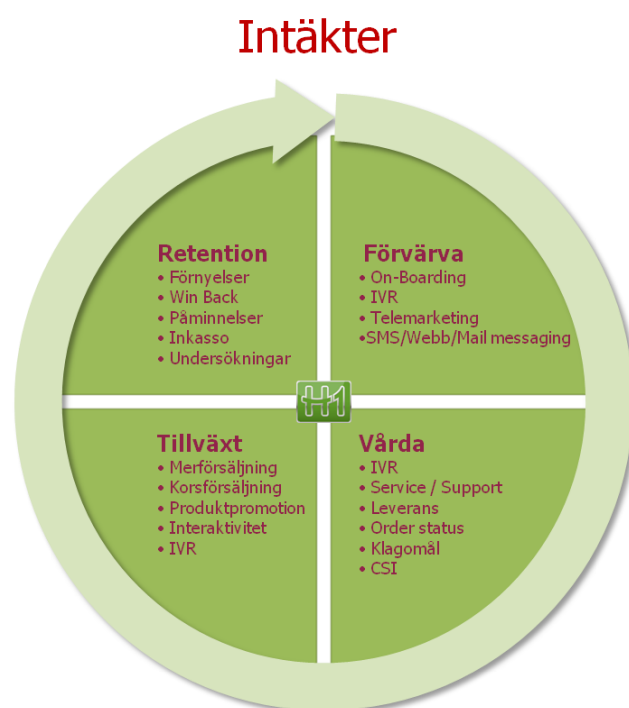 Intäkter
Retention
• Förnyelser
• Win Back
• Påminnelser
• Inkasso
• Undersökningar
Förvärva
• On-Boarding
• IVR
• Telemarketing
•SMS/Webb/Mail messaging
H1
Tillväxt
• Merförsäljning
• Korsförsäljning
• Produktpromotion
• Interaktivitet
• IVR
Vårda
• IVR
• Service / Support
• Leverans
• Order status
• Klagomål
• CSI